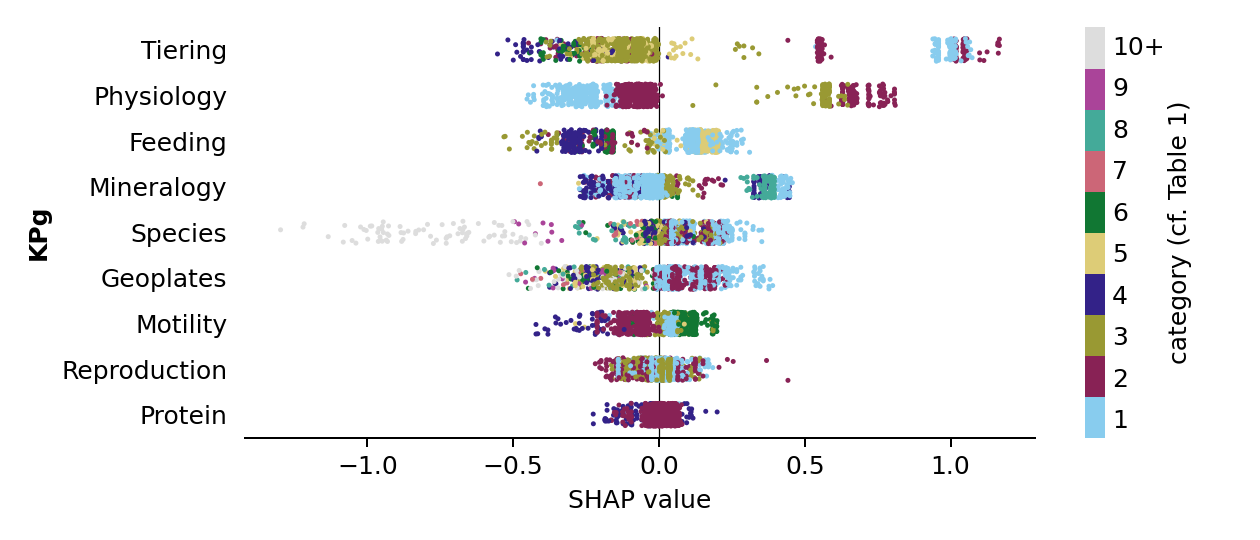 KPg
Tiering
Physiology
Feeding
Mineralogy
Species
Geoplates
Motility
Reproduction
Protein
−1.0 −0.5 0.0 0.5 1.0
SHAP value
10+
9
8
7
6
5
4
3
2
1
category (cf. Table 1)